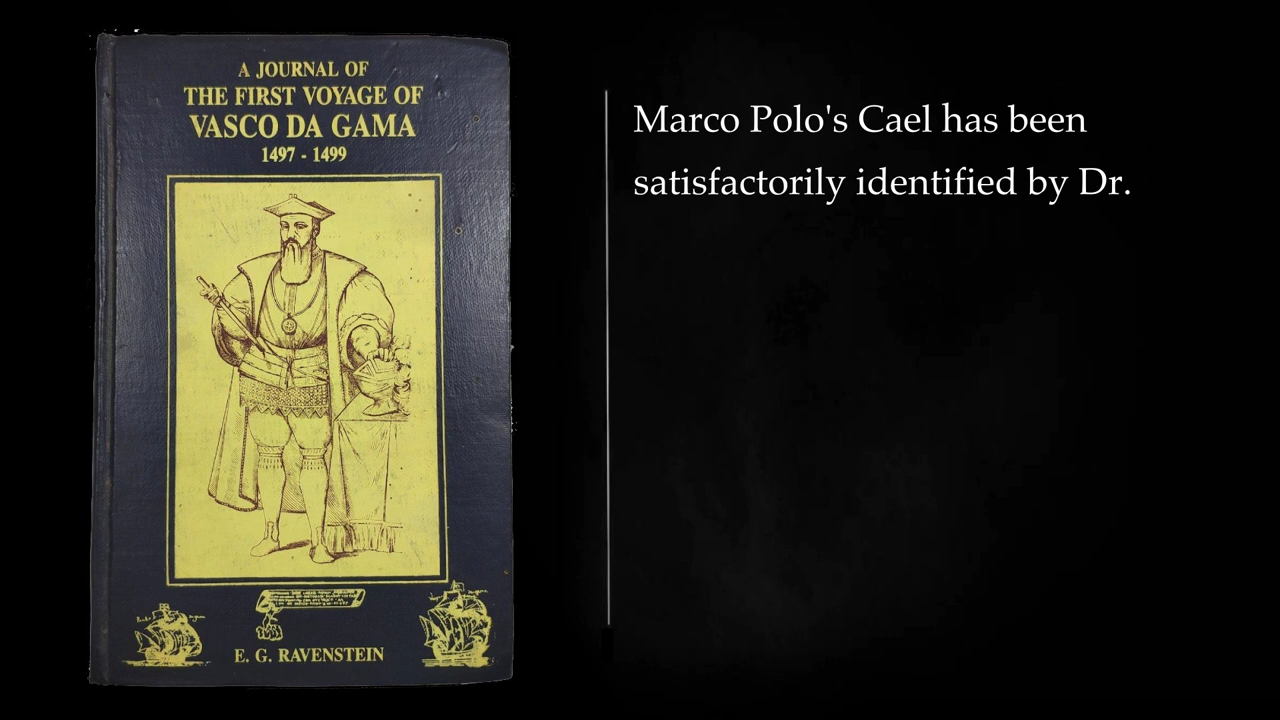 A JOURNAL OF
THE FIRST VOYAGE OF
VASCO DA GAMA
1497 - 1499
E. G. RAVENSTEIN
Marco Polo's Cael has been
satisfactorily identified by Dr.